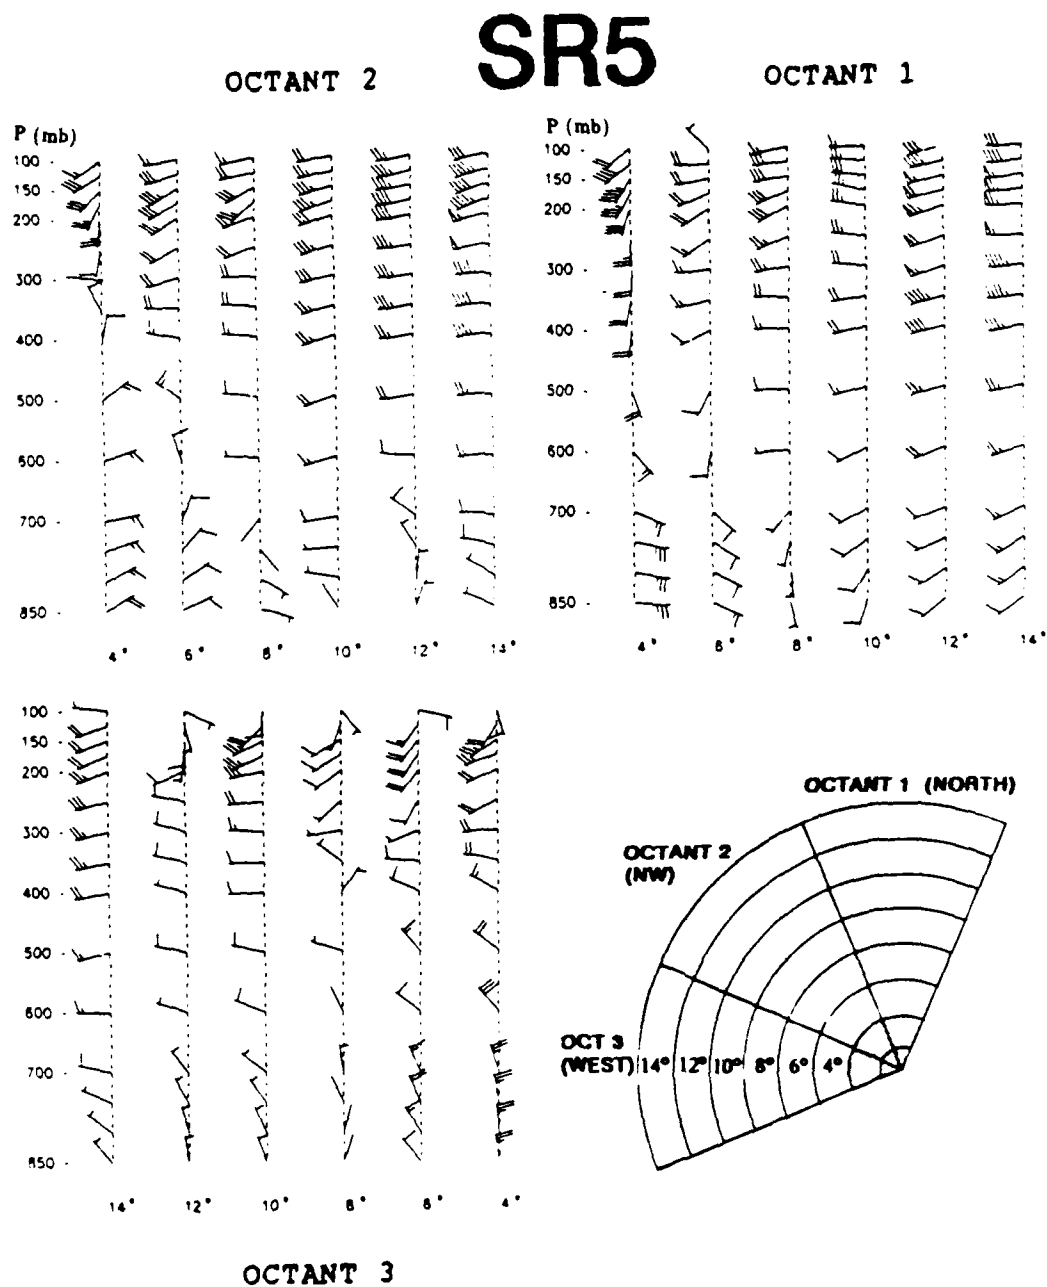 SR5
OCTANT 2
OCTANT 1
P (mb)
100
150
200
300
400
500
600
700
850
4° 6° 8° 10° 12° 13°
P (mb)
100
150
200
300
400
500
600
700
850
4° 6° 8° 10° 12° 14°
100
150
200
300
400
500
600
700
850
14° 12° 10° 8° 6° 4°
OCTANT 3
OCTANT 1 (NORTH)
OCTANT 2
(NW)
OCT 3
(WEST) 14° 12° 10° 8° 6° 4°